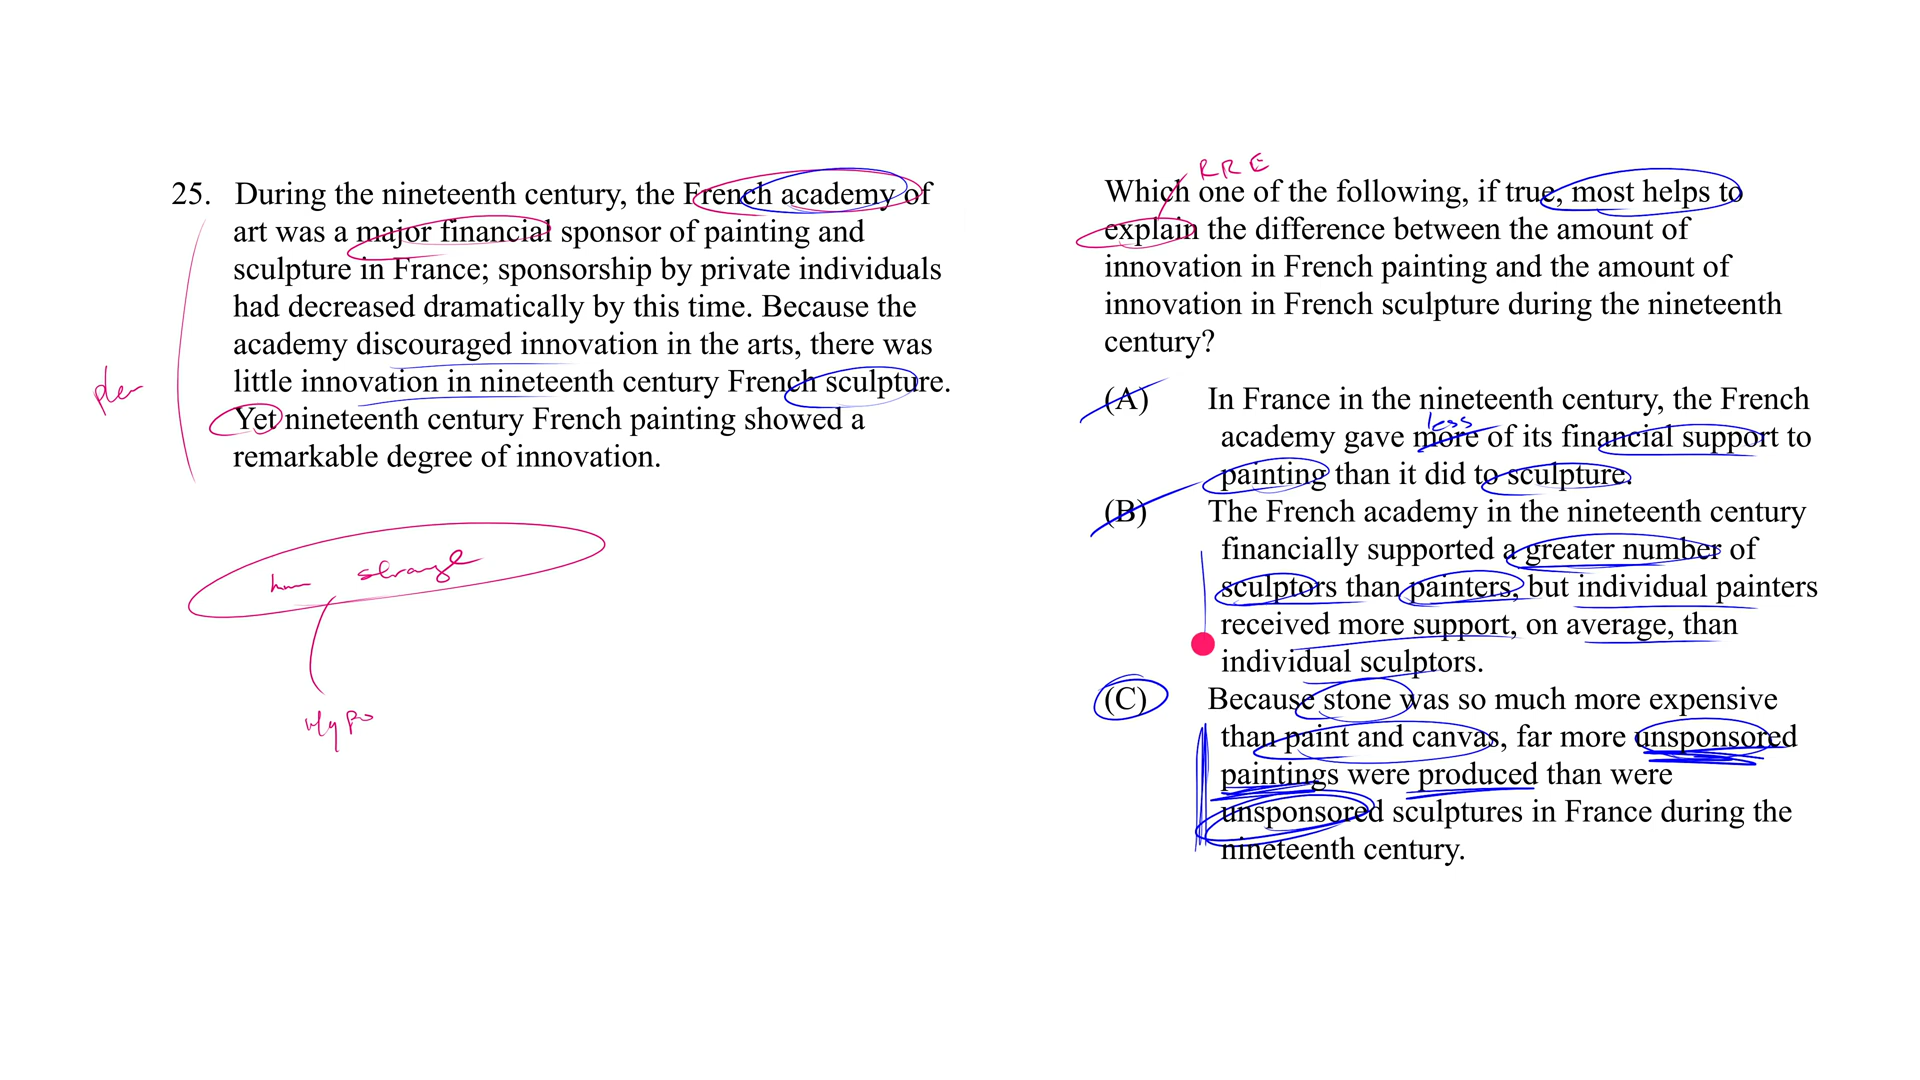 25. During the nineteenth century, the French academy of
art was a major financial sponsor of painting and
sculpture in France; sponsorship by private individuals
had decreased dramatically by this time. Because the
academy discouraged innovation in the arts, there was
little innovation in nineteenth century French sculpture.
Yet nineteenth century French painting showed a
remarkable degree of innovation.
strange
Hypo
RRE
Which one of the following, if true, most helps to
explain the difference between the amount of
innovation in French painting and the amount of
innovation in French sculpture during the nineteenth
century?
(A) In France in the nineteenth century, the French
less
academy gave more of its financial support to
painting than it did to sculpture.
(B) The French academy in the nineteenth century
financially supported a greater number of
sculptors than painters, but individual painters
received more support, on average, than
individual sculptors.
(C) Because stone was so much more expensive
than paint and canvas, far more unsponsored
paintings were produced than were
unsponsored sculptures in France during the
nineteenth century.